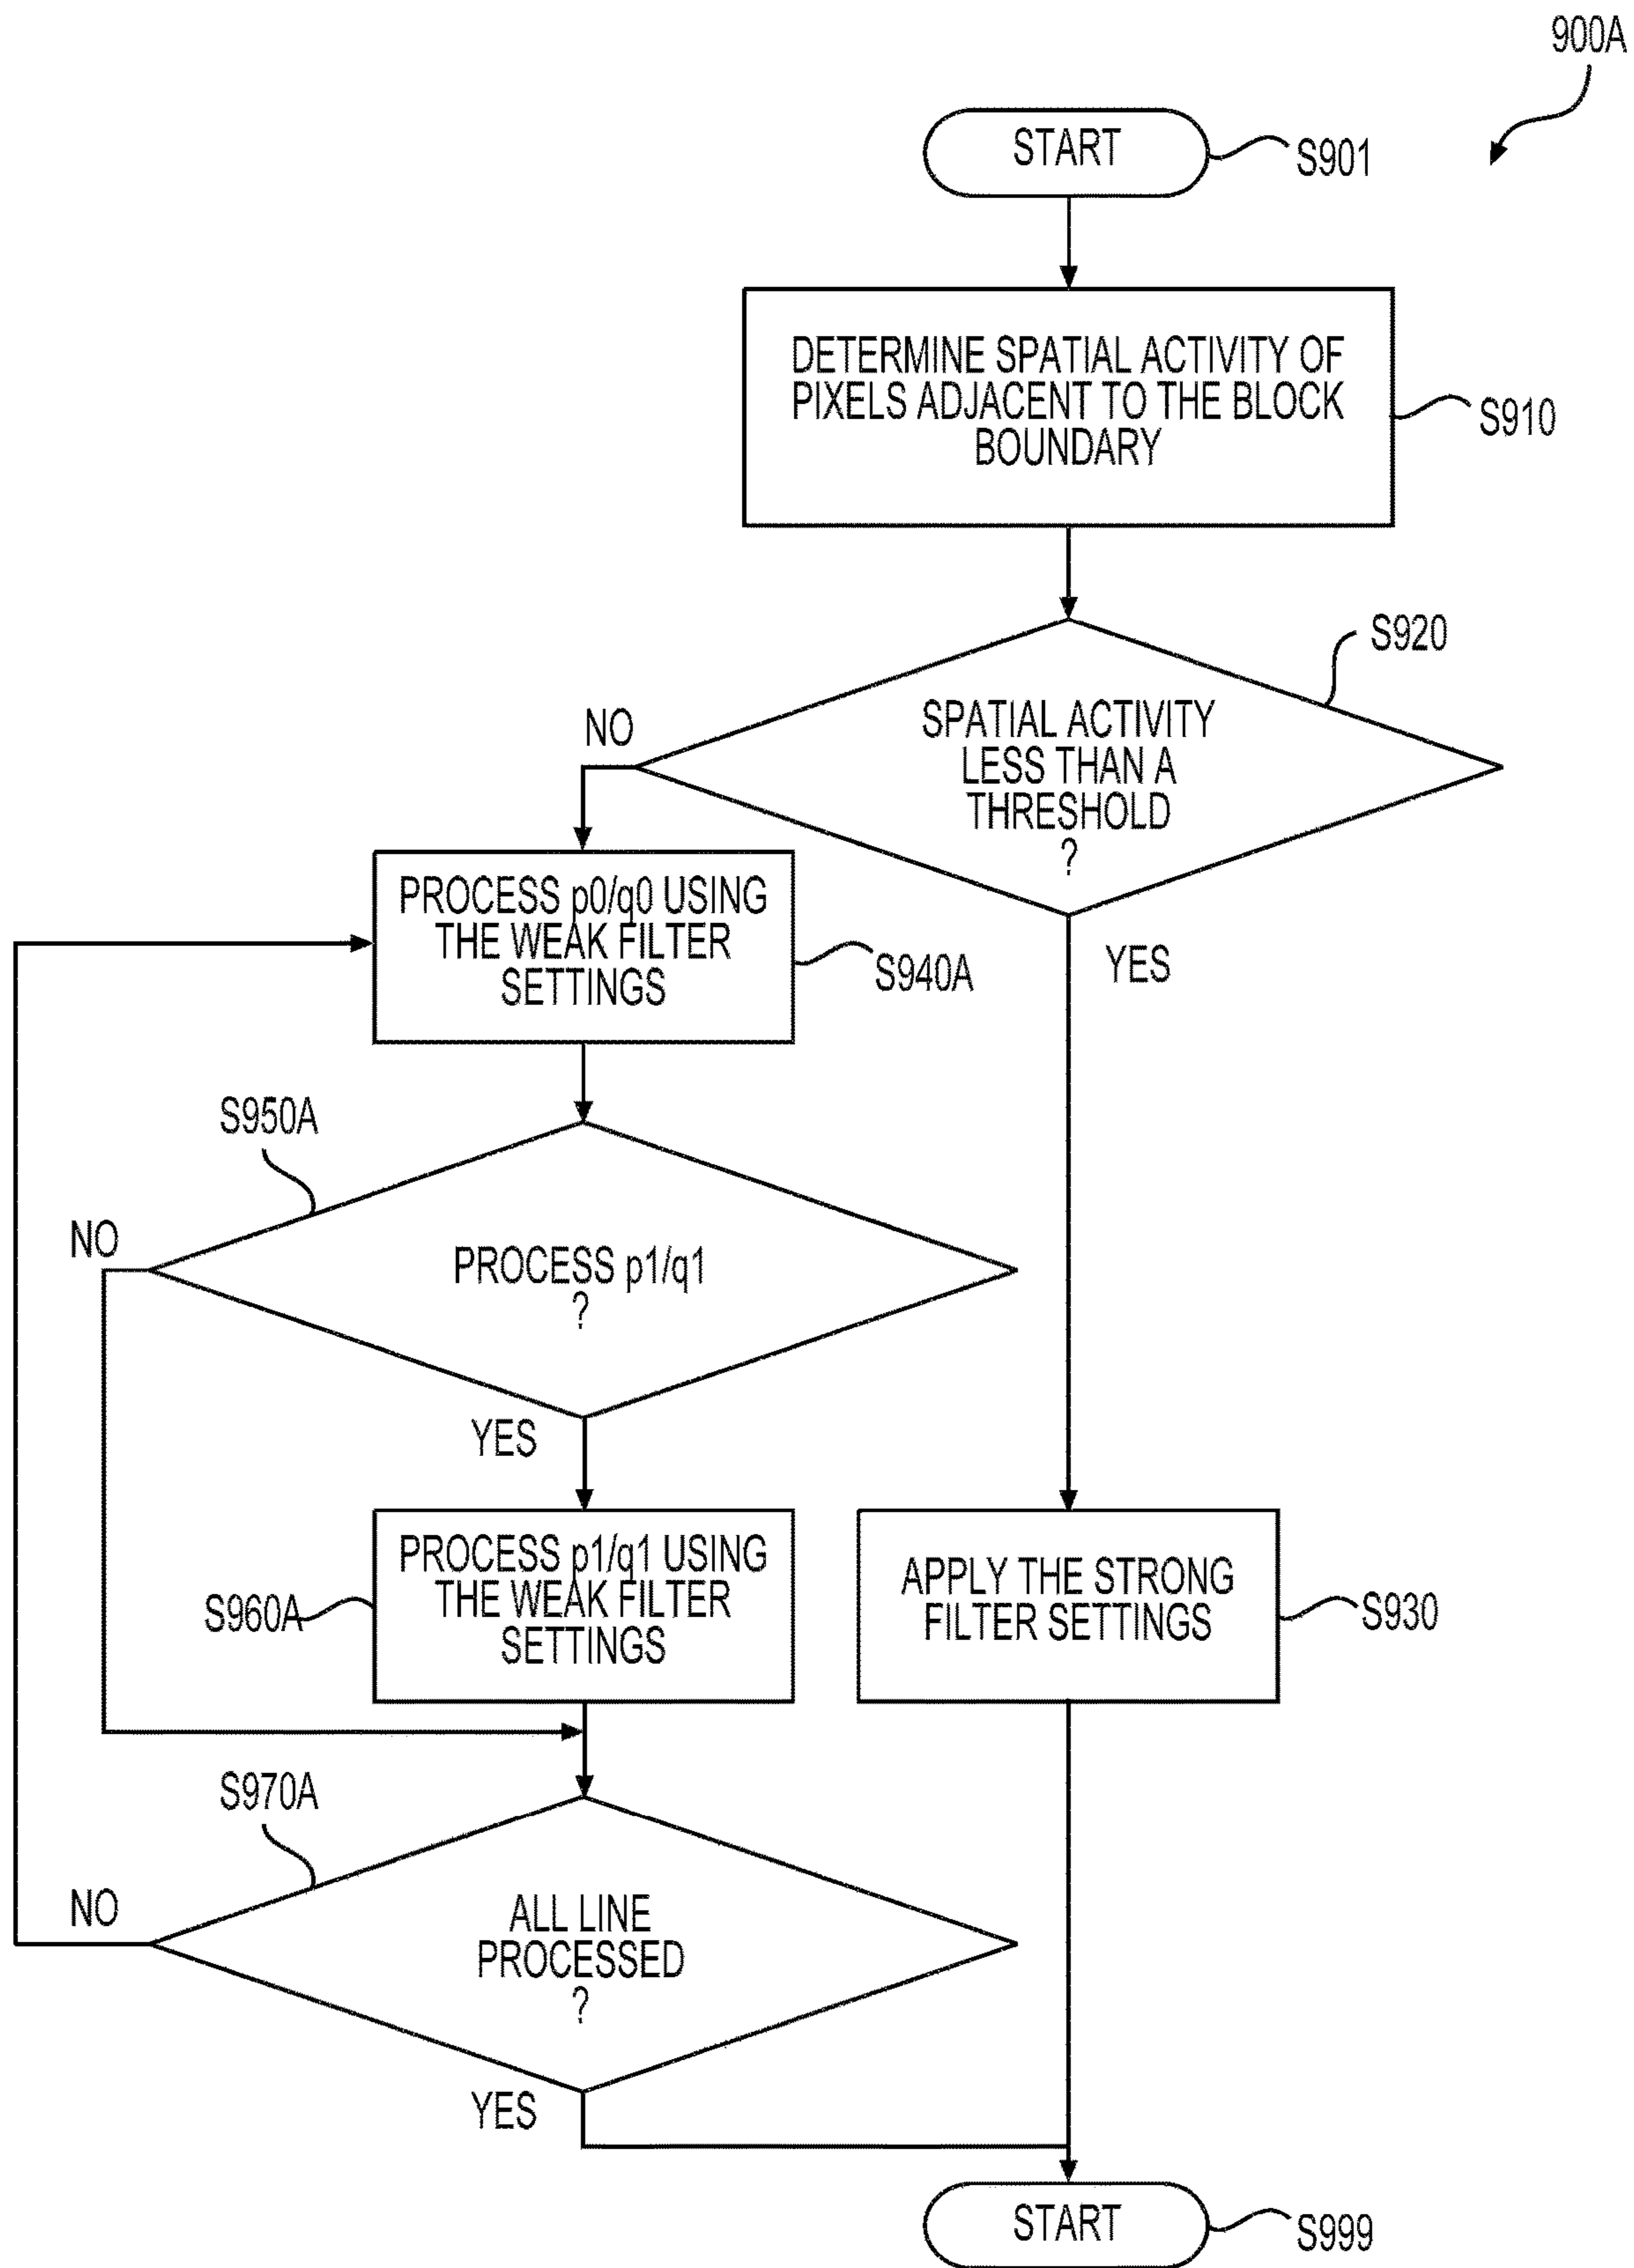 900A
START
S901
DETERMINE SPATIAL ACTIVITY OF
PIXELS ADJACENT TO THE BLOCK
BOUNDARY
S910
S920
SPATIAL ACTIVITY
LESS THAN A
THRESHOLD
?
NO
YES
PROCESS p0/q0 USING
THE WEAK FILTER
SETTINGS
S940A
S950A
NO
PROCESS p1/q1
?
YES
PROCESS p1/q1 USING
THE WEAK FILTER
SETTINGS
S960A
APPLY THE STRONG
FILTER SETTINGS
S930
S970A
NO
ALL LINE
PROCESSED
?
YES
START
S999